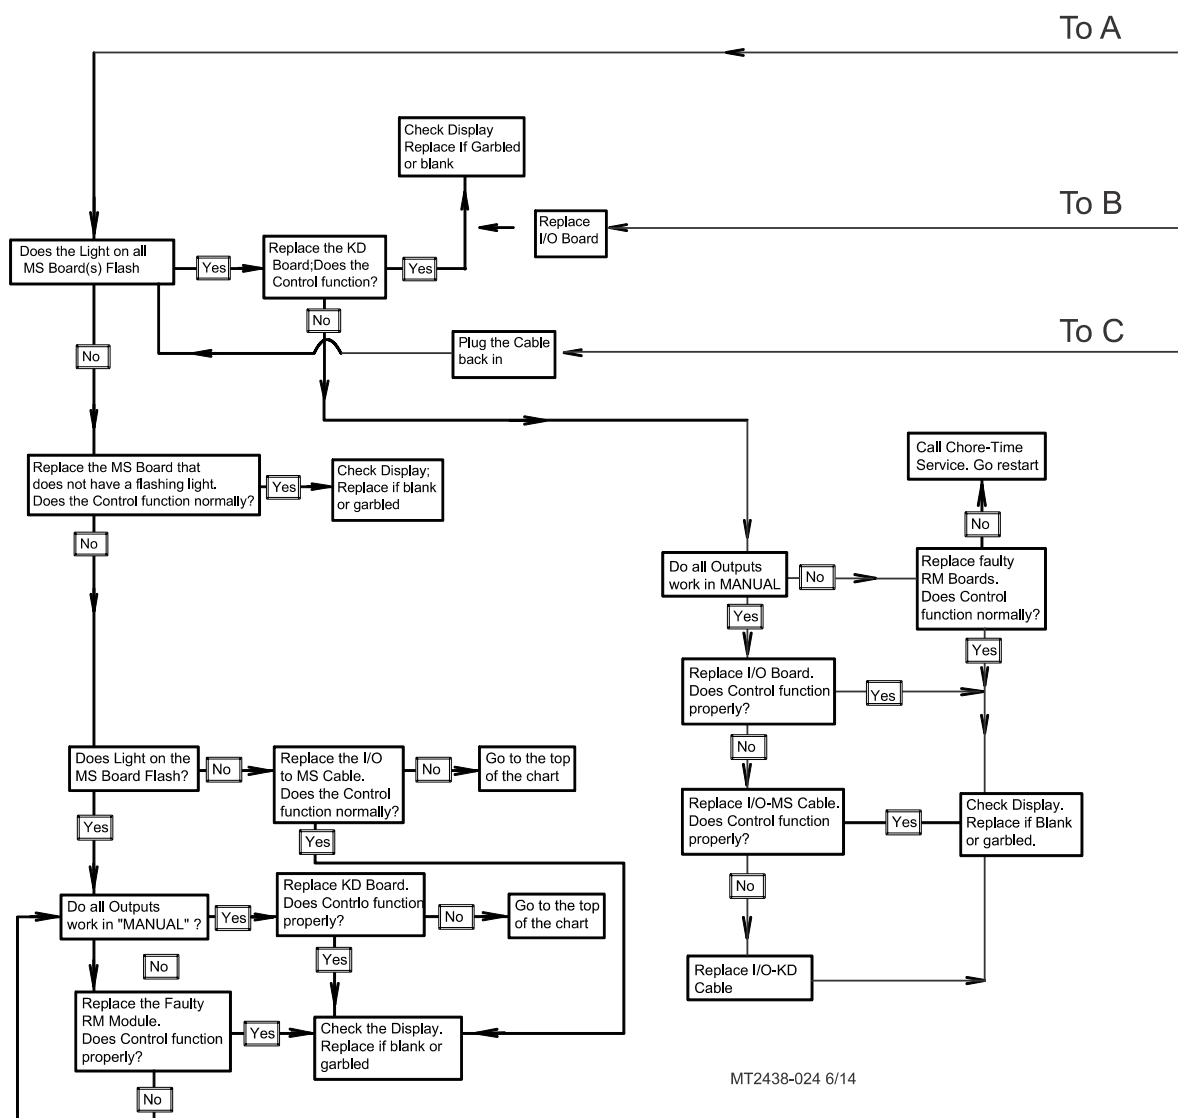 To A
Check Display
Replace If Garbled
or blank
To B
Replace
I/O Board
Does the Light on all
MS Board(s) Flash
Yes
Replace the KD
Board;Does the
Control function?
Yes
No
To C
Plug the Cable
back in
No
Call Chore-Time
Service. Go restart
Replace the MS Board that
does not have a flashing light.
Does the Control function normally?
Yes
Check Display;
Replace if blank
or garbled
No
No
Do all Outputs
work in MANUAL
No
Replace faulty
RM Boards.
Does Control
function normally?
Yes
Yes
Replace I/O Board.
Does Control function
properly?
Yes
No
Does Light on the
MS Board Flash?
No
Replace the I/O
to MS Cable.
Does the Control
function normally?
No
Go to the top
of the chart
Replace I/O-MS Cable.
Does Control function
properly?
Yes
Check Display.
Replace if Blank
or garbled.
Yes
Yes
No
Do all Outputs
work in "MANUAL" ?
Yes
Replace KD Board.
Does Contrlo function
properly?
No
Go to the top
of the chart
Yes
No
Replace I/O-KD
Cable
Replace the Faulty
RM Module.
Does Control function
properly?
Yes
Check the Display.
Replace if blank or
garbled
No
MT2438-024 6/14